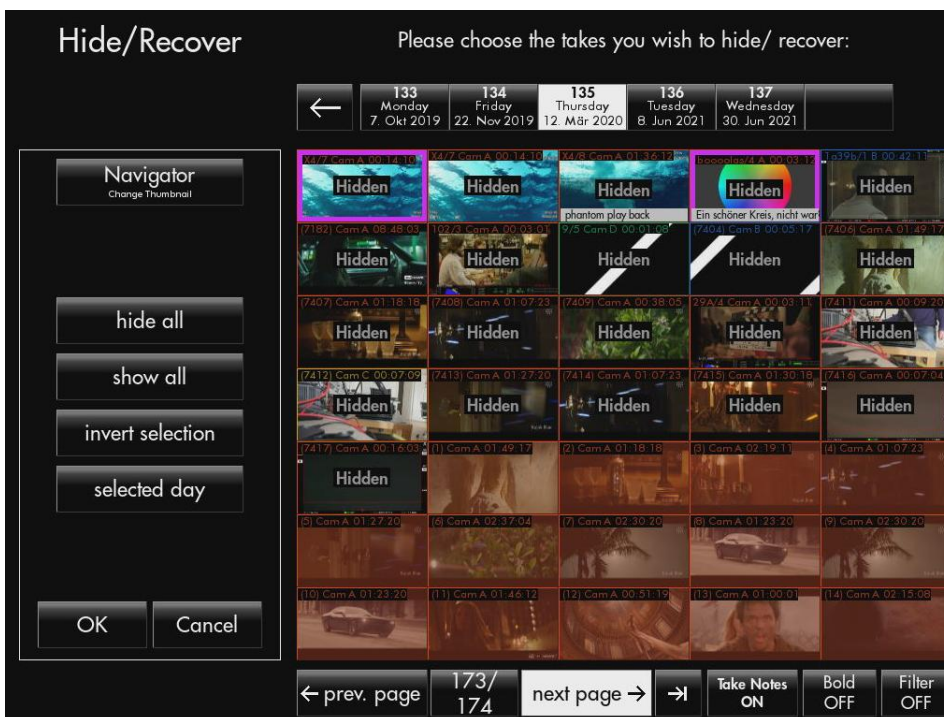 Hide/Recover
Please choose the takes you wish to hide/ recover:
←
133
Monday
7. Okt 2019
134
Friday
22. Nov 2019
135
Thursday
12. Mär 2020
136
Tuesday
8. Jun 2021
137
Wednesday
30. Jun 2021
Navigator
Change Thumbnail
hide all
show all
invert selection
selected day
OK
Cancel
X4/7 Cam A 00:14:10
Hidden
X4/7 Cam A 00:14:10
Hidden
X4/8 Cam A 01:36:12
Hidden
phantom play back
Cam A 00:03:12
Hidden
Ein schöner Kreis, nicht war
1a39b/1 B 00:42:11
Hidden
(7182) Cam A 08:48:03
Hidden
102/3 Cam A 00:03:01
Hidden
9/5 Cam D 00:01:08
Hidden
(7404) Cam B 00:05:17
Hidden
(7406) Cam A 01:49:17
Hidden
(7407) Cam A 01:18:18
Hidden
(7408) Cam A 01:07:23
Hidden
(7409) Cam A 00:38:05
Hidden
29A/4 Cam A 00:03:11
Hidden
(7411) Cam A 00:09:20
Hidden
(7412) Cam C 00:07:09
Hidden
(7413) Cam A 01:27:20
Hidden
(7414) Cam A 01:07:23
Hidden
(7415) Cam A 01:30:18
Hidden
(7416) Cam A 00:07:04
Hidden
(7417) Cam A 00:16:03
Hidden
(1) Cam A 01:49:17
(2) Cam A 01:18:18
(3) Cam A 02:19:11
(4) Cam A 01:07:23
(5) Cam A 01:27:20
(6) Cam A 02:37:04
(7) Cam A 02:30:20
(8) Cam A 01:23:20
(9) Cam A 02:30:20
(10) Cam A 01:23:20
(11) Cam A 01:46:12
(12) Cam A 00:51:19
(13) Cam A 01:00:01
(14) Cam A 02:15:08
← prev. page
173/
174
next page →
Take Notes
ON
Bold
OFF
Filter
OFF